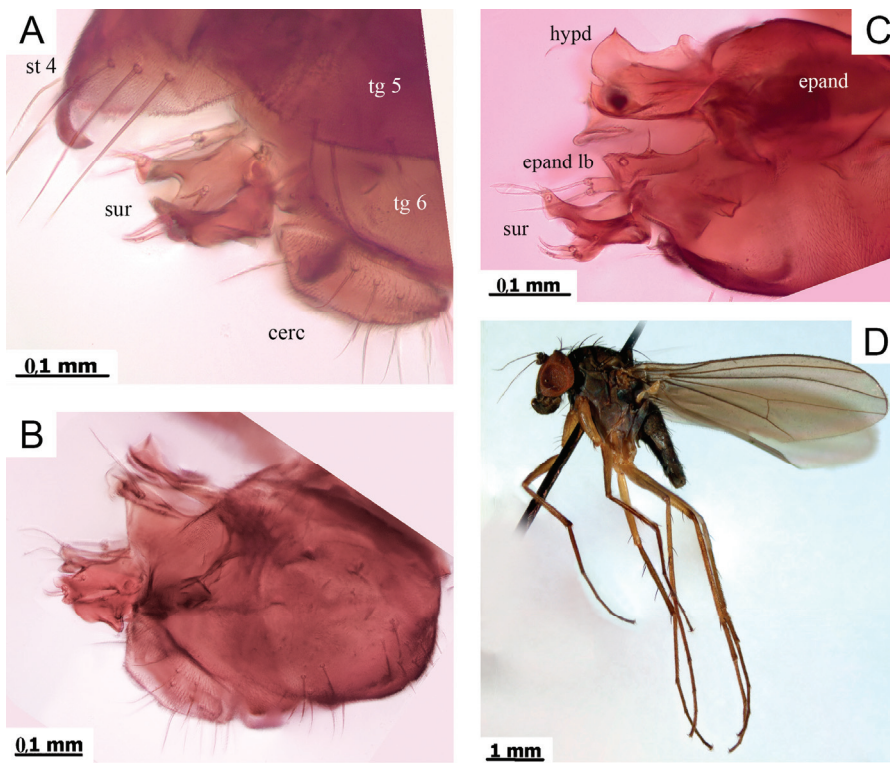 A
st 4
tg 5
tg 6
sur
cerc
0,1 mm
B
0,1 mm
C
hypd
epand
epand lb
sur
0,1 mm
D
1 mm